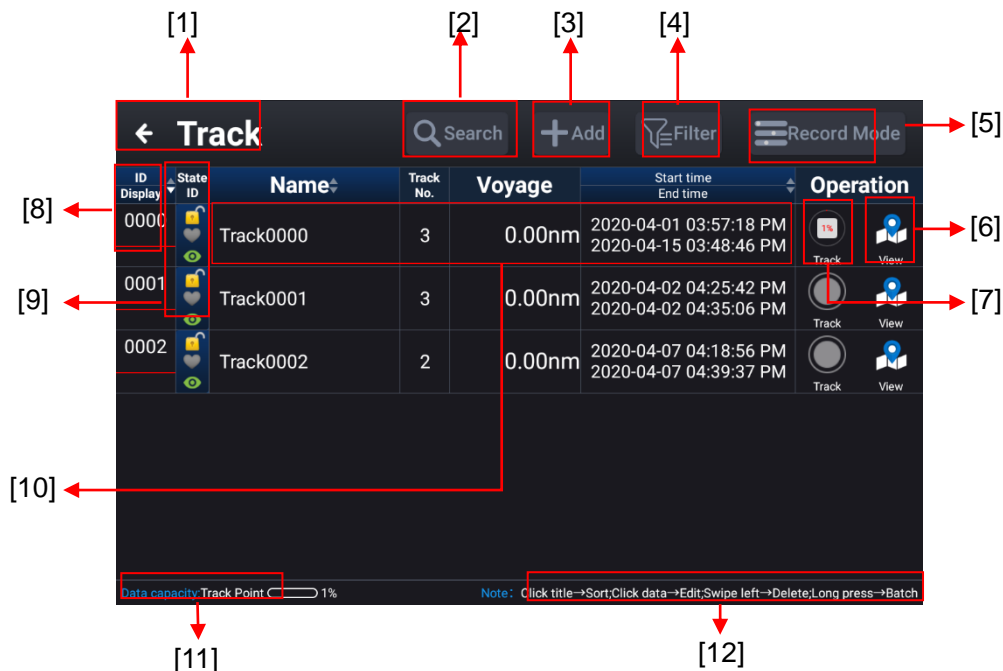 [1]
[2]
[3]
[4]
Track
Search
Add
Filter
Record Mode
[5]
ID
Display
State
ID
Name
Track
No.
Voyage
Start time
End time
Operation
[8]
0000
Track0000
3
0.00nm
2020-04-01 03:57:18 PM
2020-04-15 03:48:46 PM
1%
Track
View
[6]
[9]
0001
Track0001
3
0.00nm
2020-04-02 04:25:42 PM
2020-04-02 04:35:06 PM
Track
View
[7]
0002
Track0002
2
0.00nm
2020-04-07 04:18:56 PM
2020-04-07 04:39:37 PM
Track
View
[10]
Data capacity:Track Point 1%
Note: Click title→Sort;Click data→Edit;Swipe left→Delete;Long press→Batch
[11]
[12]